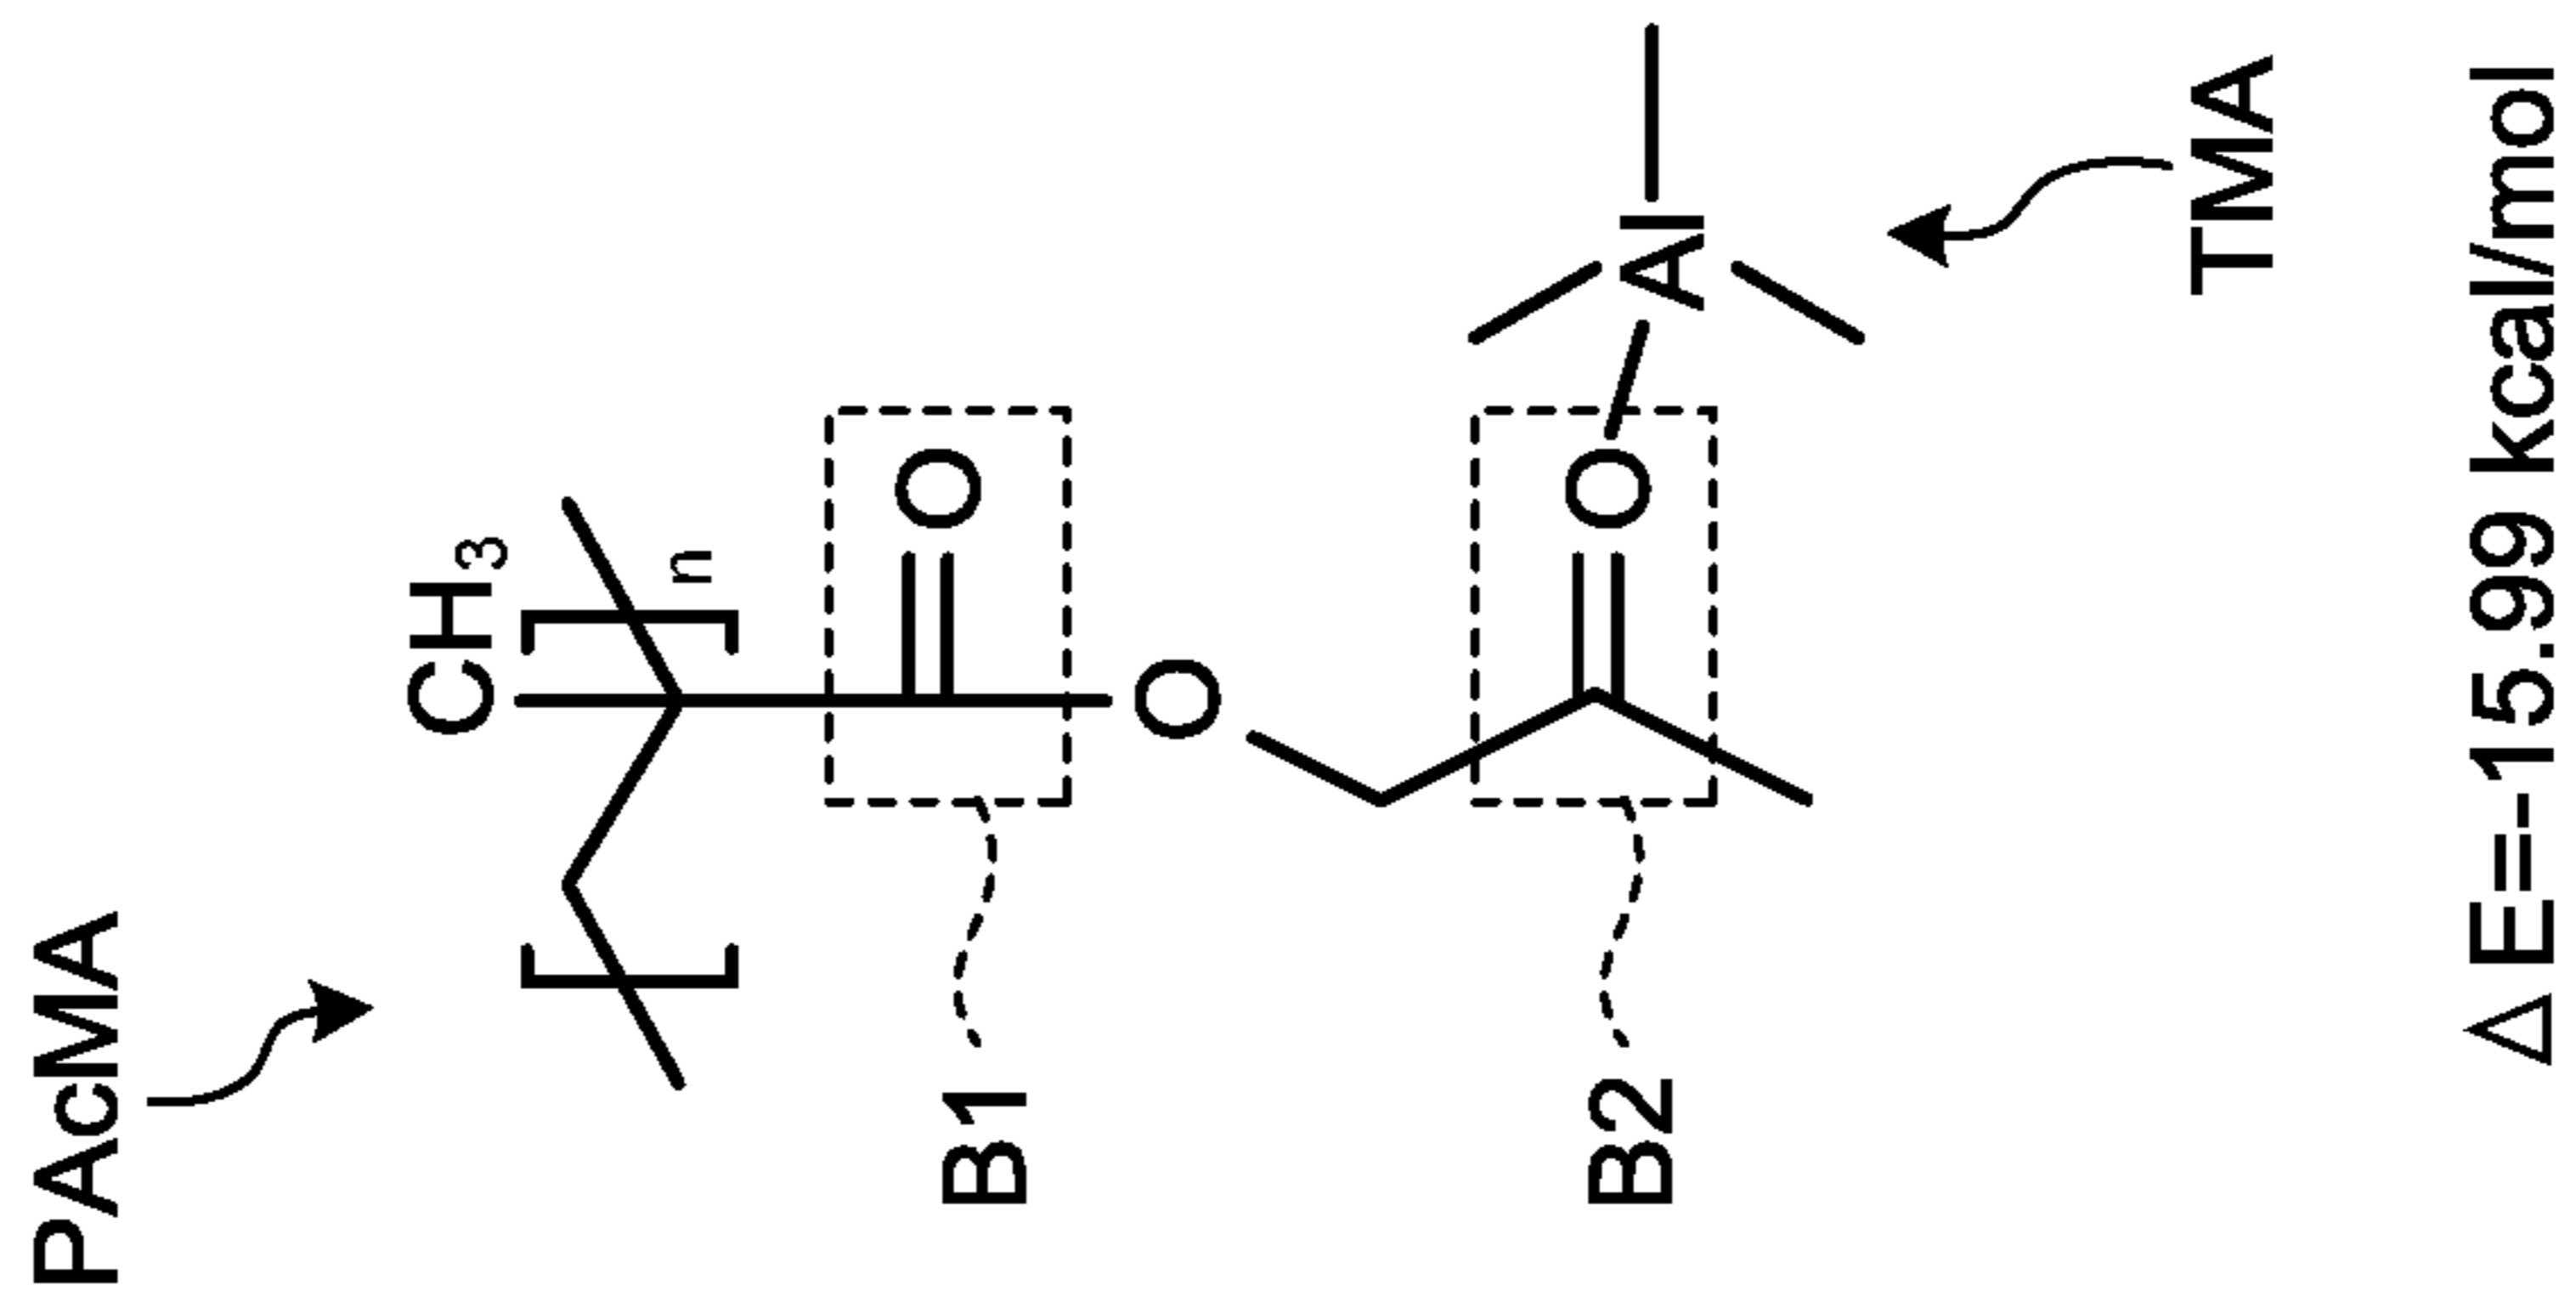 PAcMA
CH3
n
B1
O
O
B2
O
Al
TMA
△E=-15.99 kcal/mol